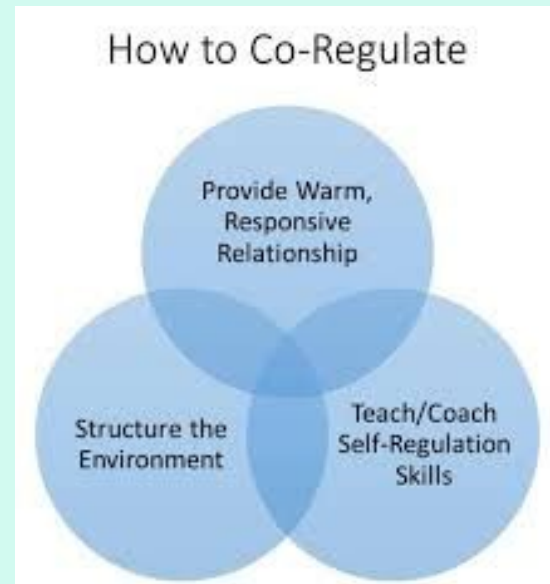 How to Co-Regulate
Provide Warm,
Responsive
Relationship
Structure the
Environment
Teach/Coach
Self-Regulation
Skills